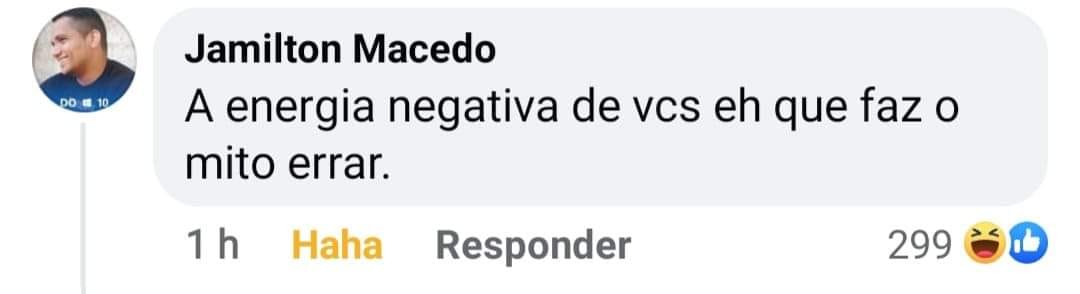 Jamilton Macedo
A energia negativa de vcs eh que faz o
mito errar.
1 h Haha Responder 299
DO 10